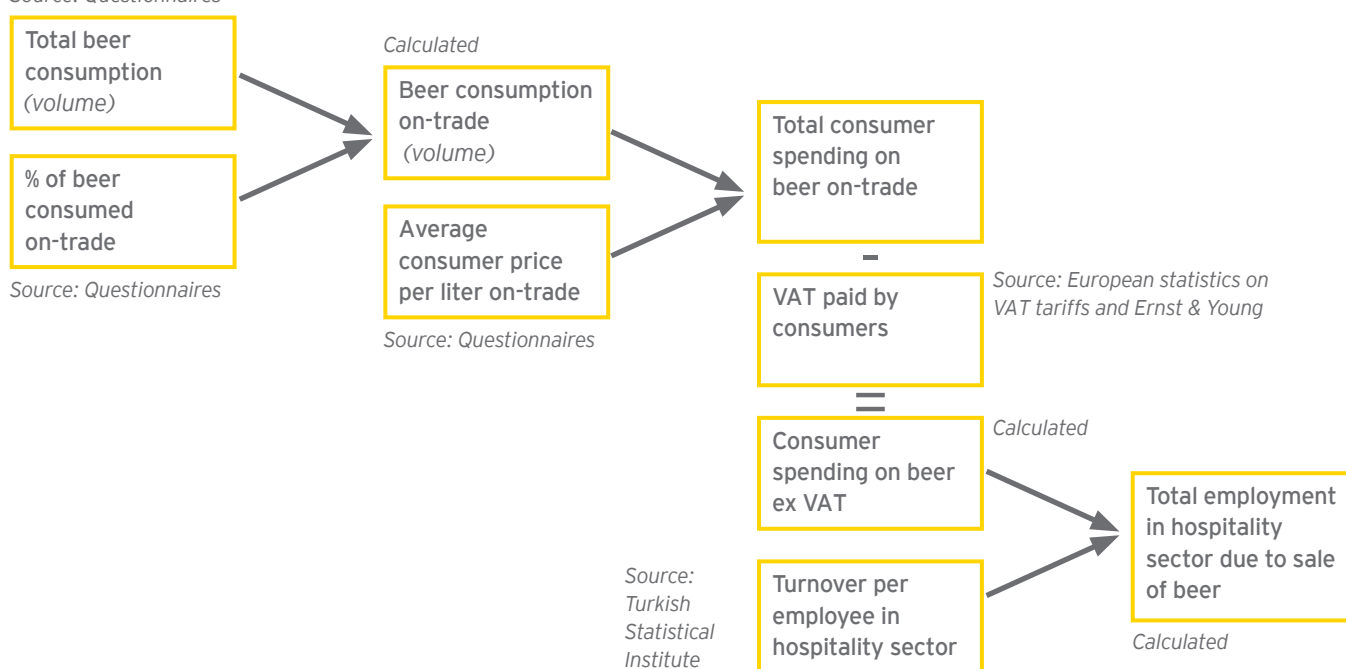 Source: Questionnaires
Total beer
consumption
(volume)
% of beer
consumed
on-trade
Source: Questionnaires
Calculated
Beer consumption
on-trade
(volume)
Average
consumer price
per liter on-trade
Source: Questionnaires
Total consumer
spending on
beer on-trade
-
VAT paid by
consumers
Source: European statistics on
VAT tariffs and Ernst & Young
=
Consumer
spending on beer
ex VAT
Calculated
Source:
Turkish
Statistical
Institute
Turnover per
employee in
hospitality sector
Total employment
in hospitality
sector due to sale
of beer
Calculated